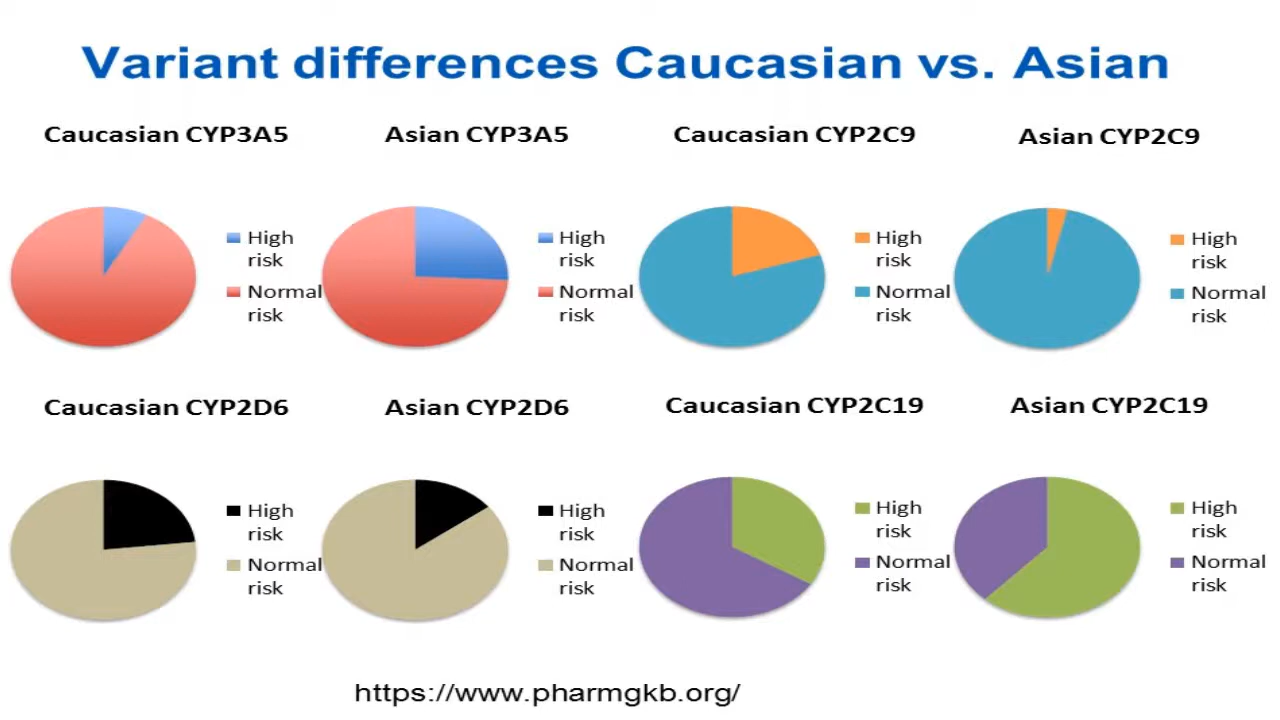 Variant differences Caucasian vs. Asian
Caucasian CYP3A5
High
risk
Normal
risk
Asian CYP3A5
High
risk
Normal
risk
Caucasian CYP2C9
High
risk
Normal
risk
Asian CYP2C9
High
risk
Normal
risk
Caucasian CYP2D6
High
risk
Normal
risk
Asian CYP2D6
High
risk
Normal
risk
Caucasian CYP2C19
High
risk
Normal
risk
Asian CYP2C19
High
risk
Normal
risk
https://www.pharmgkb.org/